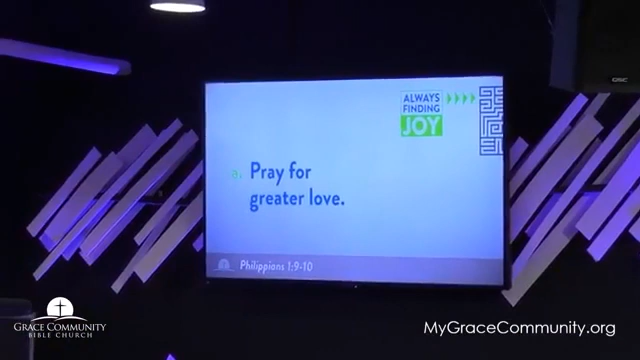 ALWAYS
FINDING
JOY
Pray for
greater love.
Philippians 1:9-10
GRACE COMMUNITY
BIBLE CHURCH
MyGraceCommunity.org